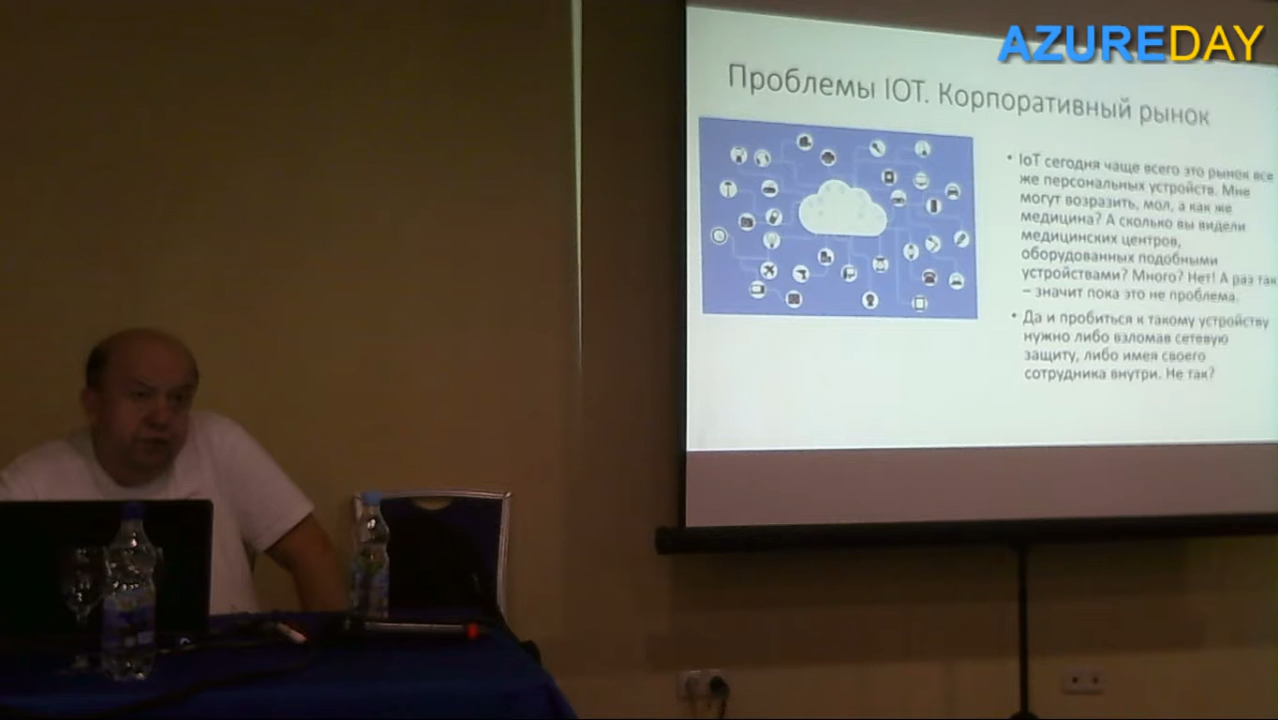 AZUREDAY
Проблемы IOT. Корпоративный рынок
• IoT сегодня чаще всего это рынок все
же персональных устройств. Мне
могут возразить, мол, а как же
медицина? А сколько вы видели
медицинских центров,
оборудованных подобными
устройствами? Много? Нет! А раз так
– значит пока это не проблема.
• Да и пробиться к такому устройству
нужно либо взломав сетевую
защиту, либо имея своего
сотрудника внутри. Не так?